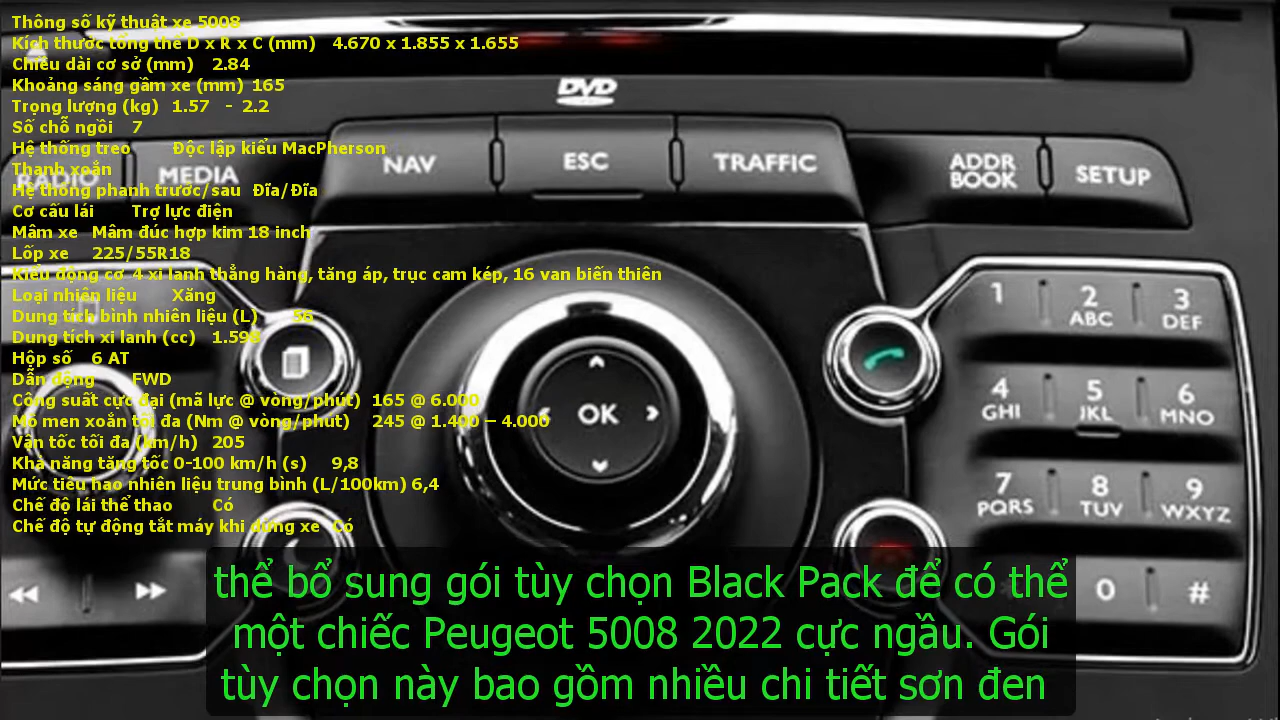 Thông số kỹ thuật xe 5008
Kích thước tổng thể D x R x C (mm) 4.670 x 1.855 x 1.655
Chiều dài cơ sở (mm) 2.84
Khoảng sáng gầm xe (mm) 165
Trọng lượng (kg) 1.57 - 2.2
Số chỗ ngồi 7
Hệ thống treo Độc lập kiểu MacPherson
Thanh xoắn
Hệ thống phanh trước/sau Đĩa/Đĩa
Cơ cấu lái Trợ lực điện
Mâm xe Mâm đúc hợp kim 18 inch
Lốp xe 225/55R18
Kiểu động cơ 4 xi lanh thẳng hàng, tăng áp, trục cam kép, 16 van biến thiên
Loại nhiên liệu Xăng
Dung tích bình nhiên liệu (L) 56
Dung tích xi lanh (cc) 1.598
Hộp số 6 AT
Dẫn động FWD
Công suất cực đại (mã lực @ vòng/phút) 165 @ 6.000
Mô men xoắn tối đa (Nm @ vòng/phút) 245 @ 1.400 – 4.000
Vận tốc tối đa (km/h) 205
Khả năng tăng tốc 0-100 km/h (s) 9,8
Mức tiêu hao nhiên liệu trung bình (L/100km) 6,4
Chế độ lái thể thao Có
Chế độ tự động tắt máy khi dừng xe Có
DVD
RADIO MEDIA NAV ESC TRAFFIC ADDR BOOK SETUP
1 2 ABC 3 DEF
4 GHI 5 JKL 6 MNO
OK
7 PQRS 8 TUV 9 WXYZ
* 0 #
thể bổ sung gói tùy chọn Black Pack để có thể
một chiếc Peugeot 5008 2022 cực ngầu. Gói
tùy chọn này bao gồm nhiều chi tiết sơn đen